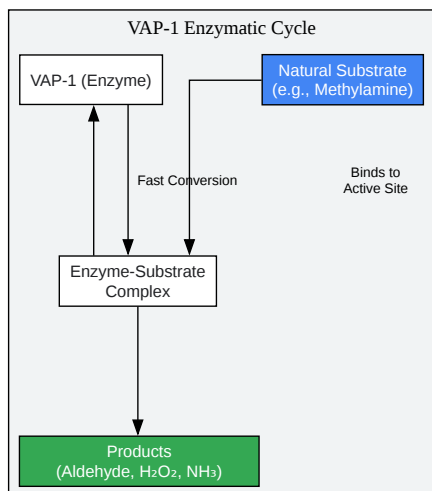 VAP-1 Enzymatic Cycle
VAP-1 (Enzyme)
Natural Substrate
(e.g., Methylamine)
Fast Conversion
Binds to
Active Site
Enzyme-Substrate
Complex
Products
(Aldehyde, H₂O₂, NH₃)